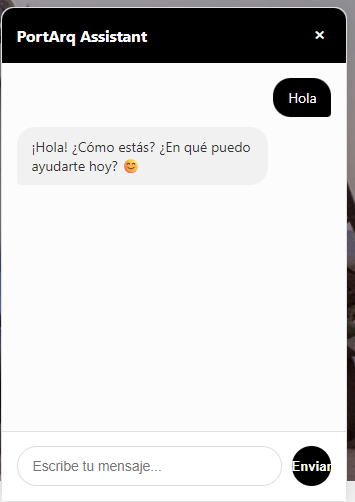 PortArq Assistant
×
Hola
¡Hola! ¿Cómo estás? ¿En qué puedo
ayudarte hoy? 😊
Escribe tu mensaje...
Enviar